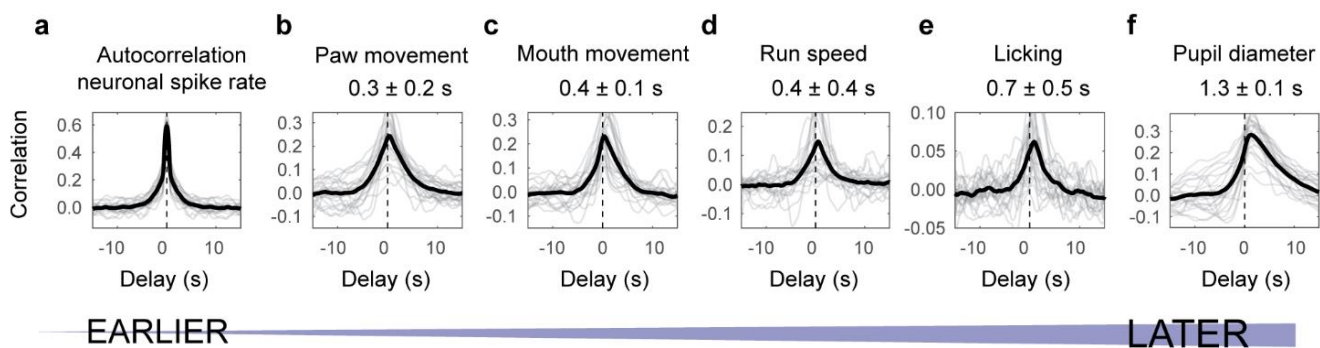 a
Autocorrelation
neuronal spike rate
b
Paw movement
0.3 ± 0.2 s
c
Mouth movement
0.4 ± 0.1 s
d
Run speed
0.4 ± 0.4 s
e
Licking
0.7 ± 0.5 s
f
Pupil diameter
1.3 ± 0.1 s
Correlation
0.6
0.4
0.2
0.0
-10 0 10
Delay (s)
0.3
0.2
0.1
0.0
-0.1
-10 0 10
Delay (s)
0.3
0.2
0.1
0.0
-0.1
-10 0 10
Delay (s)
0.2
0.1
0.0
-0.1
-10 0 10
Delay (s)
0.10
0.05
0.00
-0.05
-10 0 10
Delay (s)
0.3
0.2
0.1
0.0
-0.1
-10 0 10
Delay (s)
EARLIER
LATER